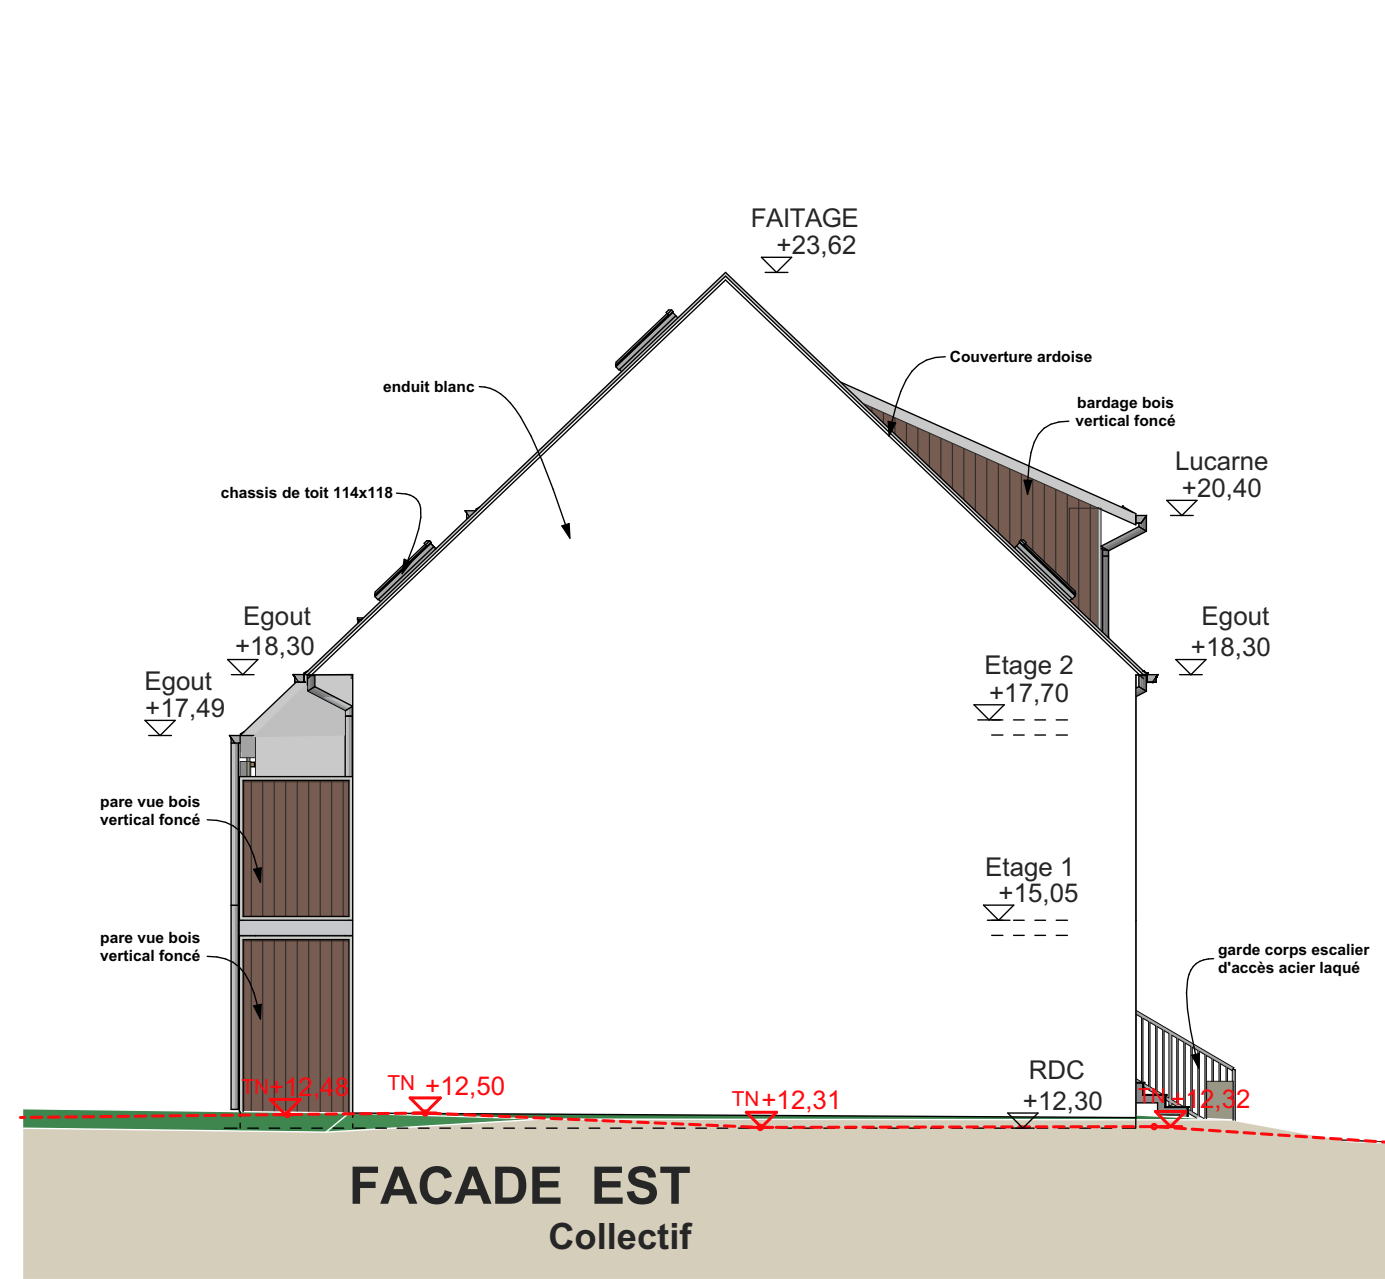 FAITAGE
+23,62
Couverture ardoise
enduit blanc
bardage bois
vertical foncé
Lucarne
+20,40
chassis de toit 114x118
Egout
+18,30
Egout
+18,30
Etage 2
+17,70
Egout
+17,49
pare vue bois
vertical foncé
Etage 1
+15,05
pare vue bois
vertical foncé
garde corps escalier
d'accès acier laqué
RDC
+12,30
TN+12,48
TN +12,50
TN+12,31
TN+12,32
FACADE EST
Collectif